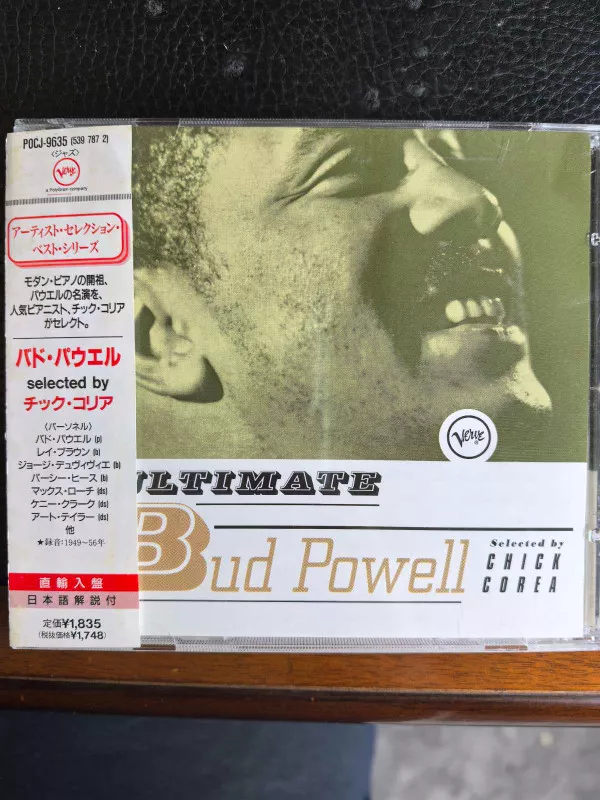 POCJ-9635 (539 787 2)
〈ジャズ〉
Verve
a PolyGram company
アーティスト・セレクション・
ベスト・シリーズ
モダン・ピアノの開祖、
パウエルの名演を、
人気ピアニスト、チック・コリア
がセレクト。
バド・パウエル
selected by
チック・コリア
〈パーソネル〉
バド・パウエル (p)
レイ・ブラウン (b)
ジョージ・デュヴィヴィエ (b)
パーシー・ヒース (b)
マックス・ローチ (ds)
ケニー・クラーク (ds)
アート・テイラー (ds)
他
★録音:1949〜56年
直輸入盤
日本語解説付
定価¥1,835
(税抜価格¥1,748)
Verve
ULTIMATE
Bud Powell
Selected by
CHICK
COREA